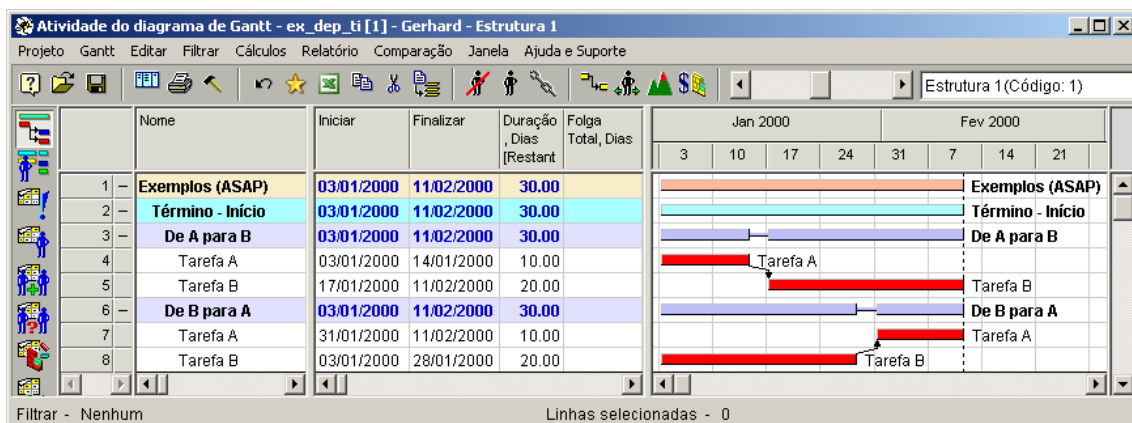 Atividade do diagrama de Gantt - ex_dep_ti [1] - Gerhard - Estrutura 1
Projeto Gantt Editar Filtrar Cálculos Relatório Comparação Janela Ajuda e Suporte
Estrutura 1(Código: 1)
Nome Iniciar Finalizar Duração Folga Jan 2000 Fev 2000
, Dias Total, Dias
[Restant 3 10 17 24 31 7 14 21
1 – Exemplos (ASAP) 03/01/2000 11/02/2000 30.00 Exemplos (ASAP)
2 – Término - Início 03/01/2000 11/02/2000 30.00 Término - Início
3 – De A para B 03/01/2000 11/02/2000 30.00 De A para B
4 Tarefa A 03/01/2000 14/01/2000 10.00 Tarefa A
5 Tarefa B 17/01/2000 11/02/2000 20.00 Tarefa B
6 – De B para A 03/01/2000 11/02/2000 30.00 De B para A
7 Tarefa A 31/01/2000 11/02/2000 10.00 Tarefa A
8 Tarefa B 03/01/2000 28/01/2000 20.00 Tarefa B
Filtrar - Nenhum Linhas selecionadas - 0